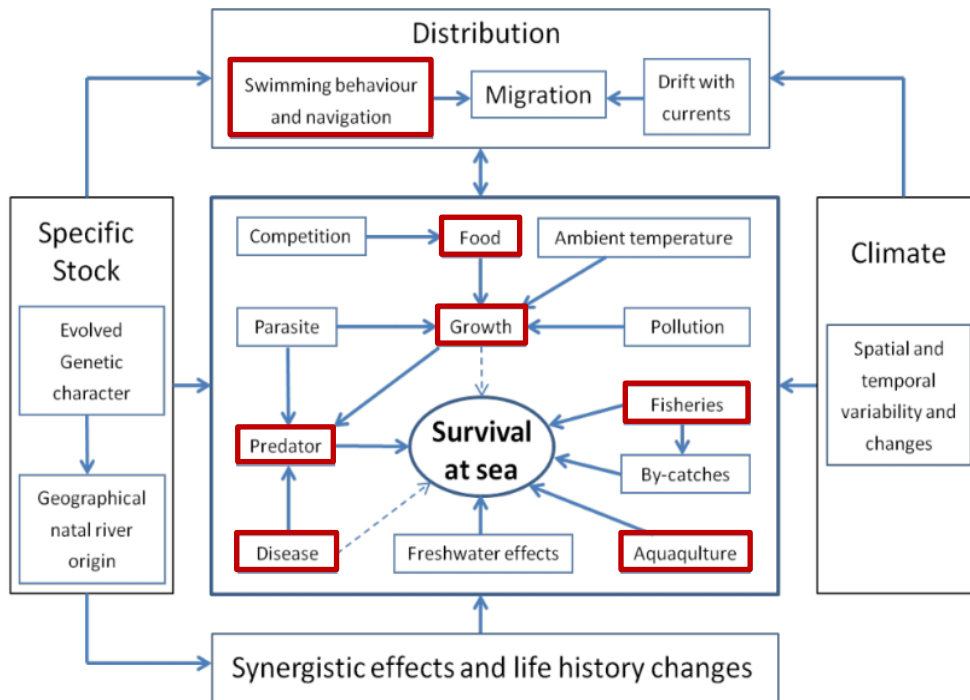 Distribution
Swimming behaviour
and navigation
Migration
Drift with
currents
Specific
Stock
Evolved
Genetic
character
Geographical
natal river
origin
Competition
Food
Ambient temperature
Parasite
Growth
Pollution
Fisheries
Predator
Survival
at sea
By-catches
Disease
Freshwater effects
Aquaqulture
Climate
Spatial and
temporal
variability and
changes
Synergistic effects and life history changes